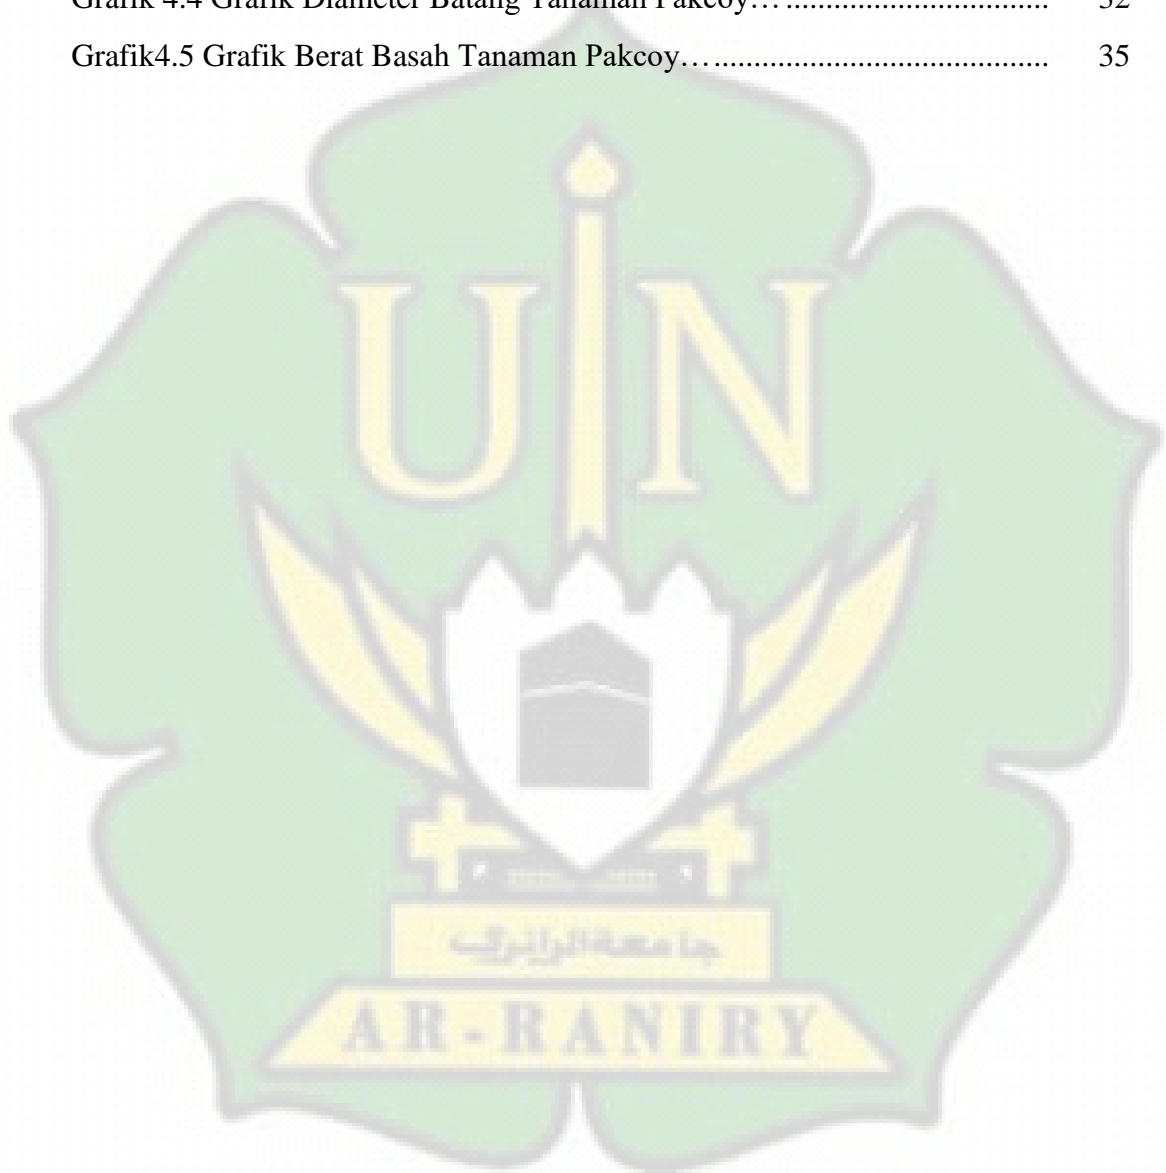 Grafik 4.4 Grafik Diameter Batang Tanaman Pakcoy….................................. 32
Grafik4.5 Grafik Berat Basah Tanaman Pakcoy…......................................... 35
UIN
جامعة الرانري
AR-RANIRY